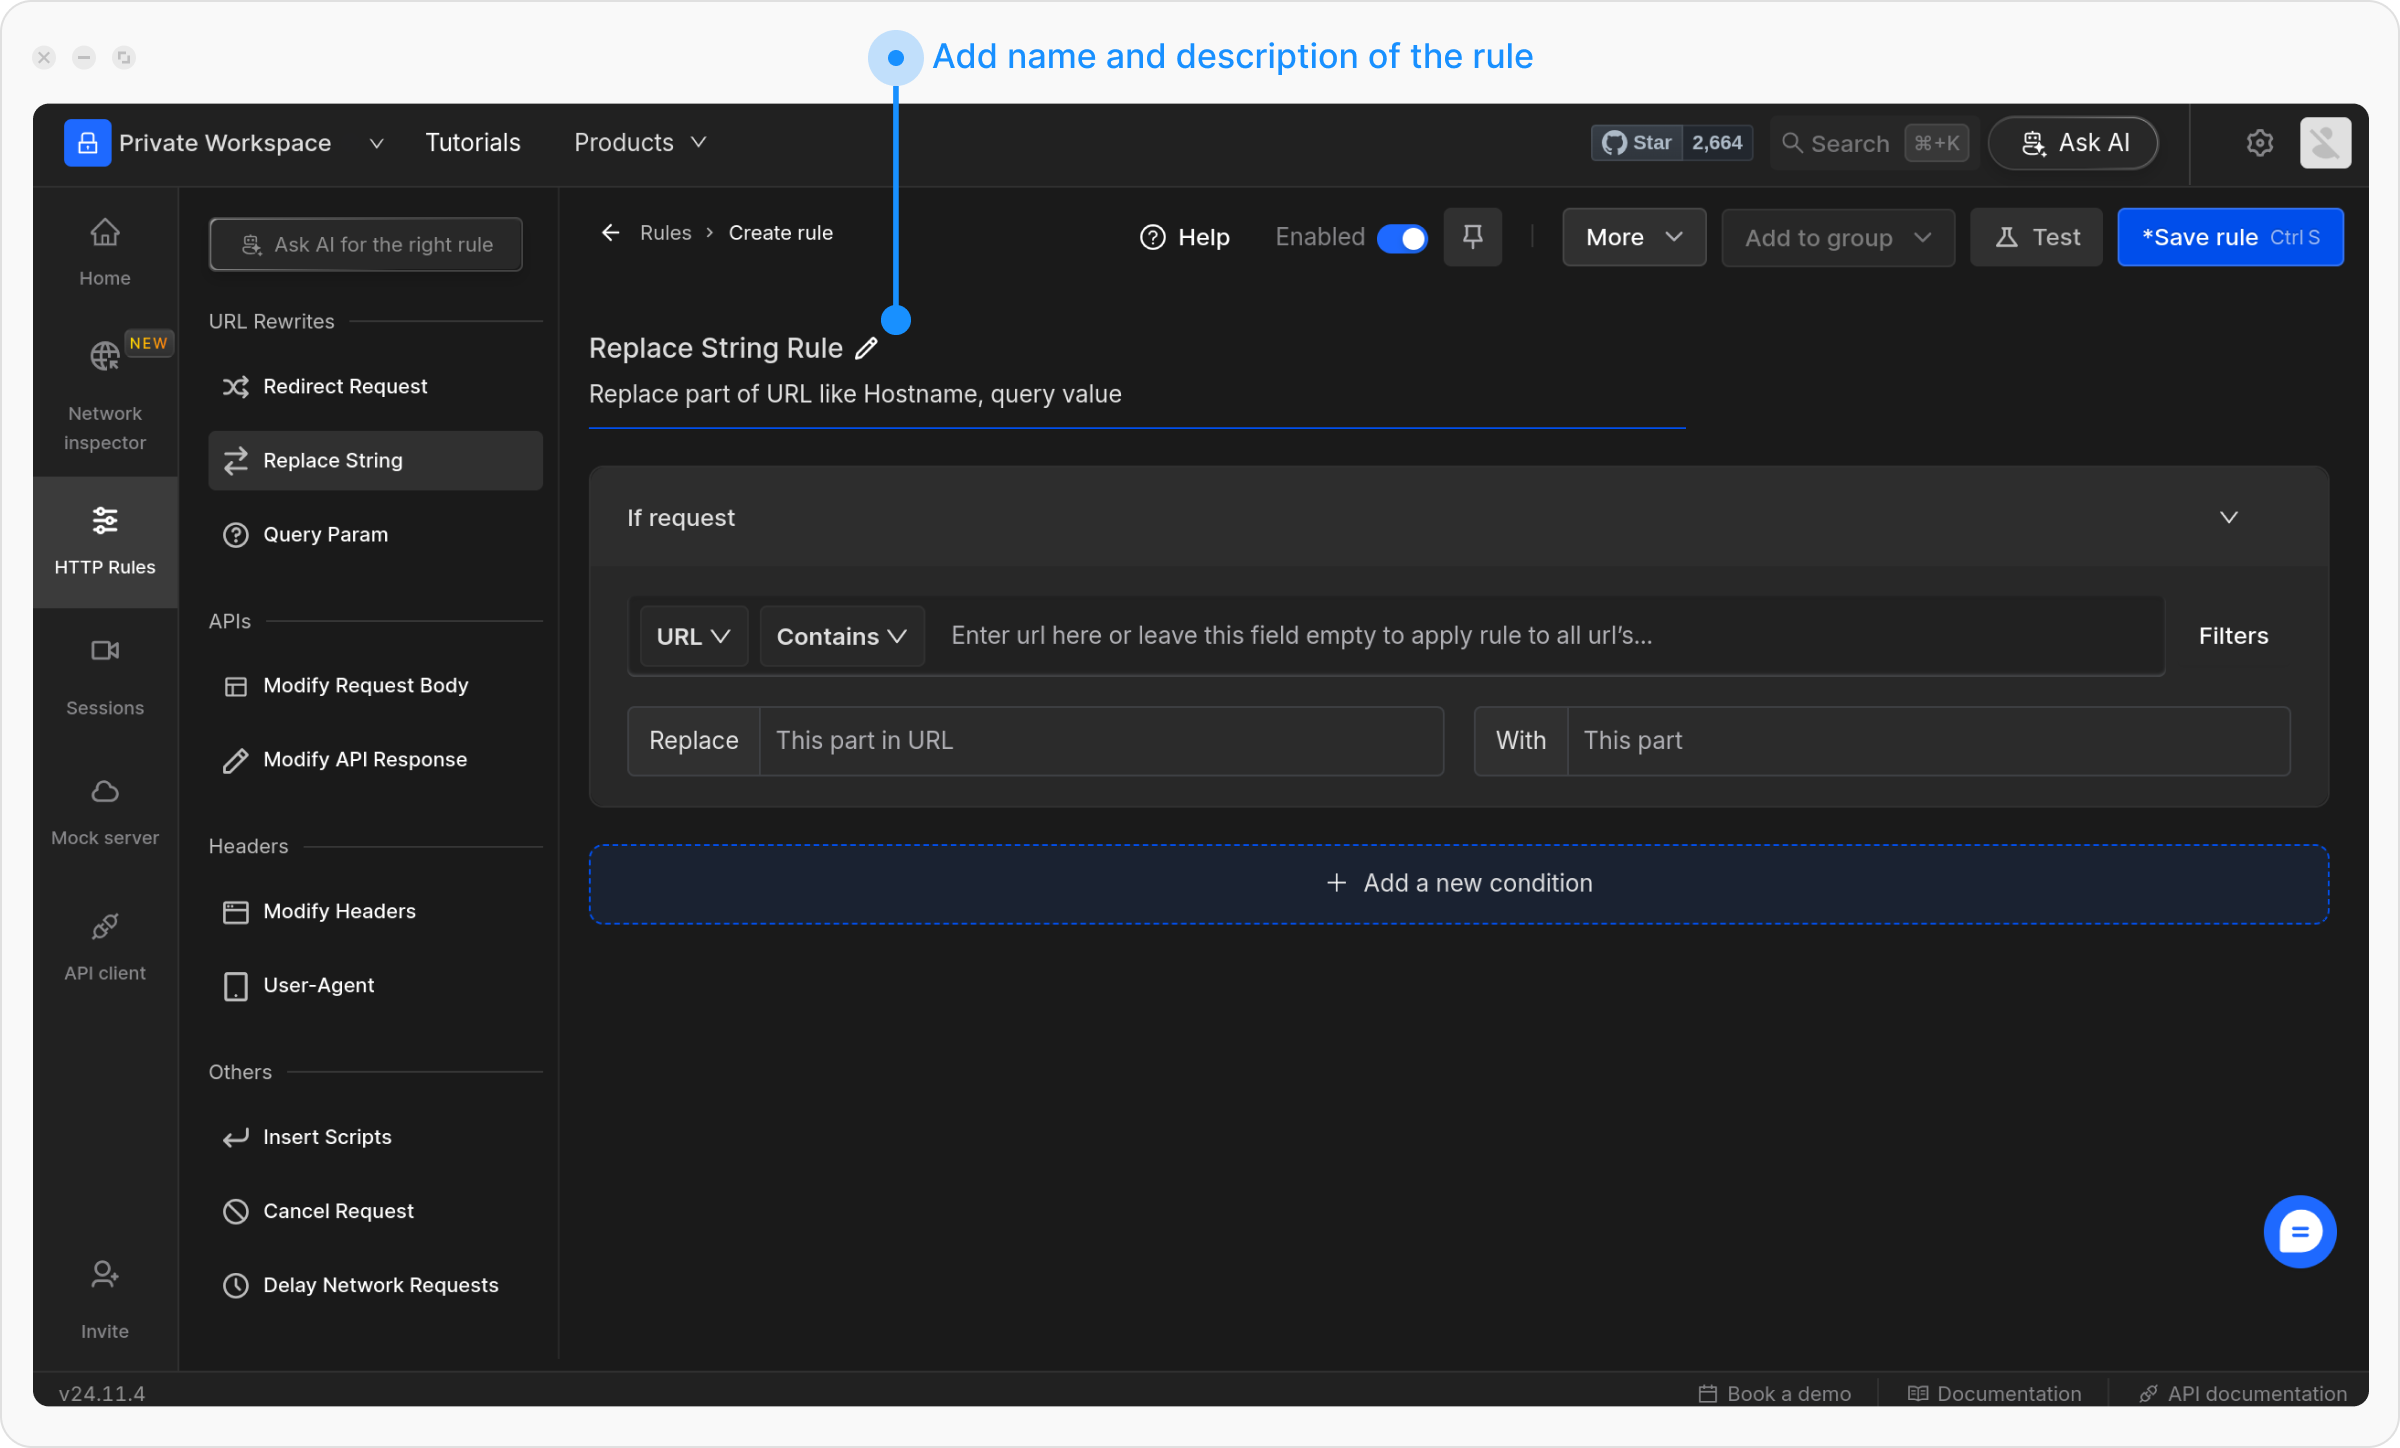 Add name and description of the rule
Private Workspace
Tutorials
Products
Star 2,664
Search ⌘+K
Ask AI
Home
NEW
Network
inspector
HTTP Rules
Sessions
Mock server
API client
Invite
Ask AI for the right rule
URL Rewrites
Redirect Request
Replace String
Query Param
APIs
Modify Request Body
Modify API Response
Headers
Modify Headers
User-Agent
Others
Insert Scripts
Cancel Request
Delay Network Requests
Rules > Create rule
Help
Enabled
More
Add to group
Test
*Save rule Ctrl S
Replace String Rule
Replace part of URL like Hostname, query value
If request
URL
Contains
Enter url here or leave this field empty to apply rule to all url’s...
Filters
Replace This part in URL
With This part
+ Add a new condition
v24.11.4
Book a demo
Documentation
API documentation